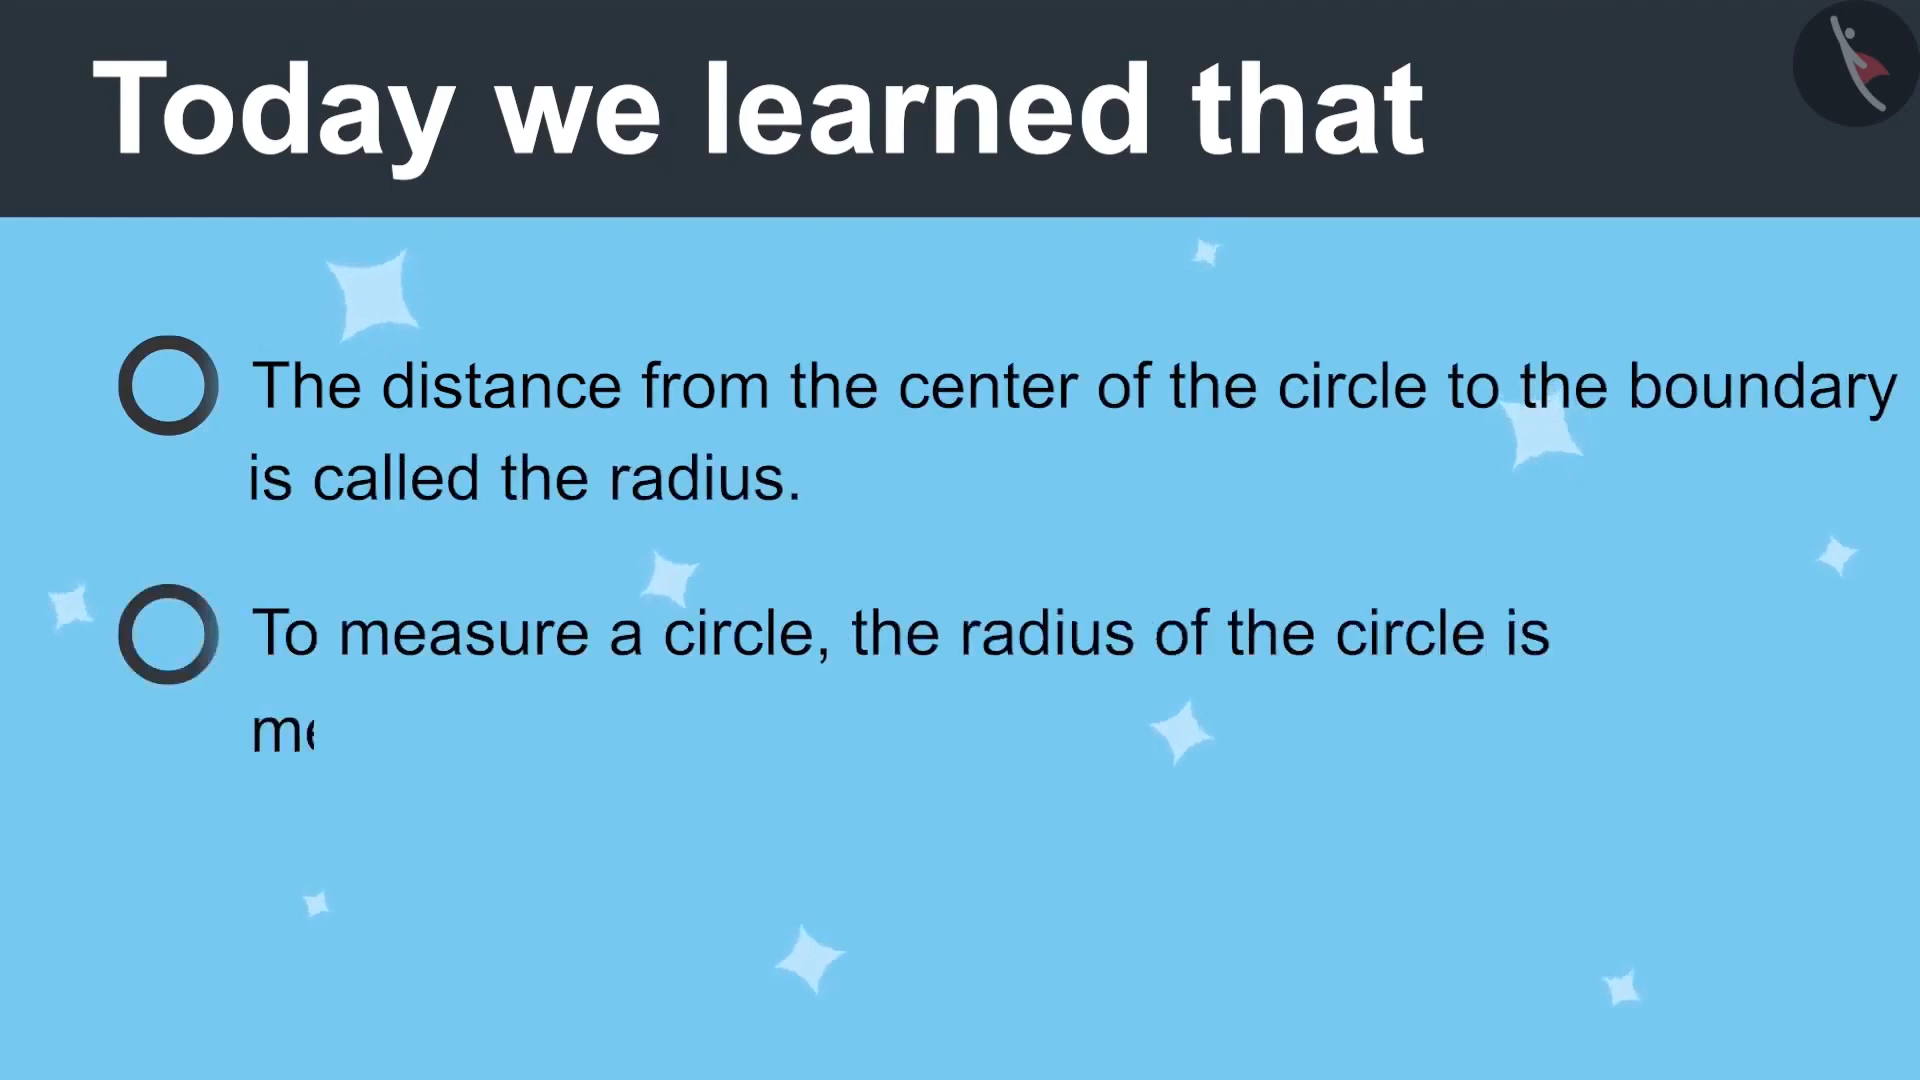 Today we learned that
The distance from the center of the circle to the boundary
is called the radius.
To measure a circle, the radius of the circle is